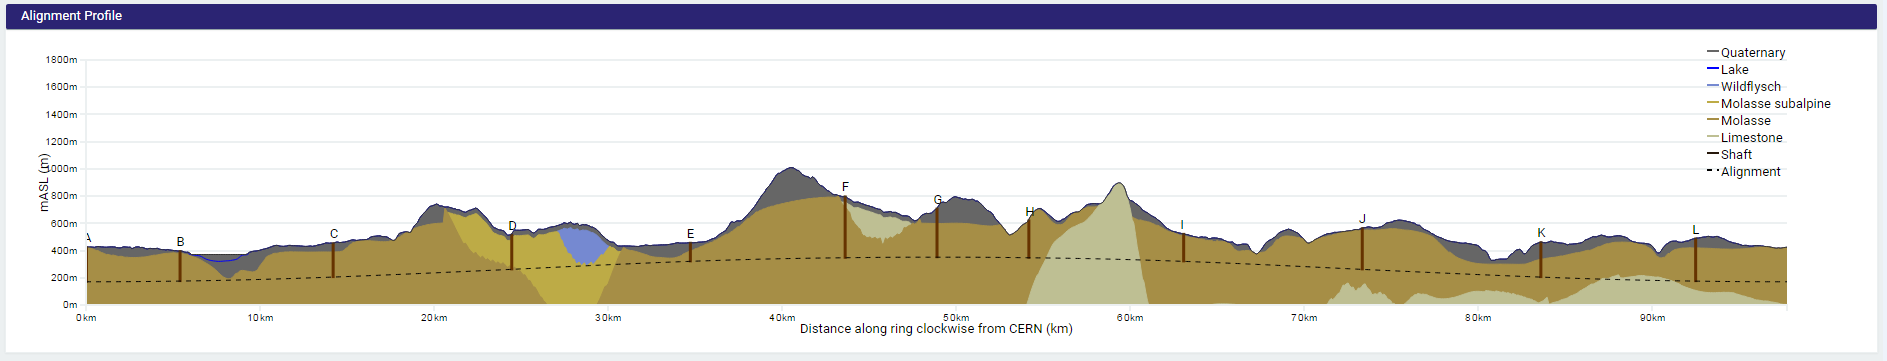 Alignment Profile
1800m
1600m
1400m
1200m
1000m
800m
600m
400m
200m
0m
mASL (m)
A
B
C
D
E
F
G
H
I
J
K
L
Quaternary
Lake
Wildflysch
Molasse subalpine
Molasse
Limestone
Shaft
Alignment
0km
10km
20km
30km
40km
50km
60km
70km
80km
90km
Distance along ring clockwise from CERN (km)